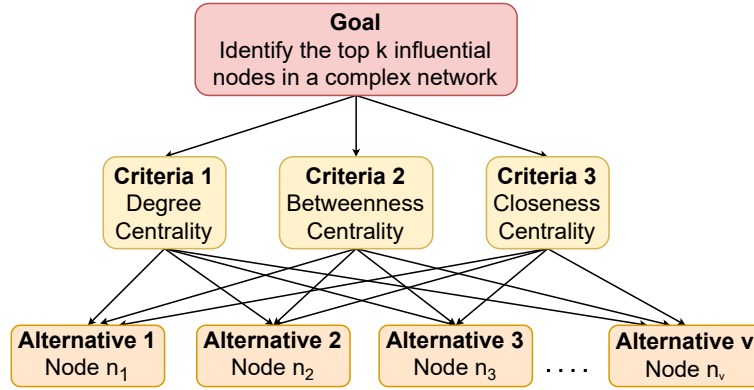 Goal
Identify the top k influential
nodes in a complex network
Criteria 1
Degree
Centrality
Criteria 2
Betweenness
Centrality
Criteria 3
Closeness
Centrality
Alternative 1
Node n₁
Alternative 2
Node n₂
Alternative 3
Node n₃
. . . .
Alternative v
Node nᵥ